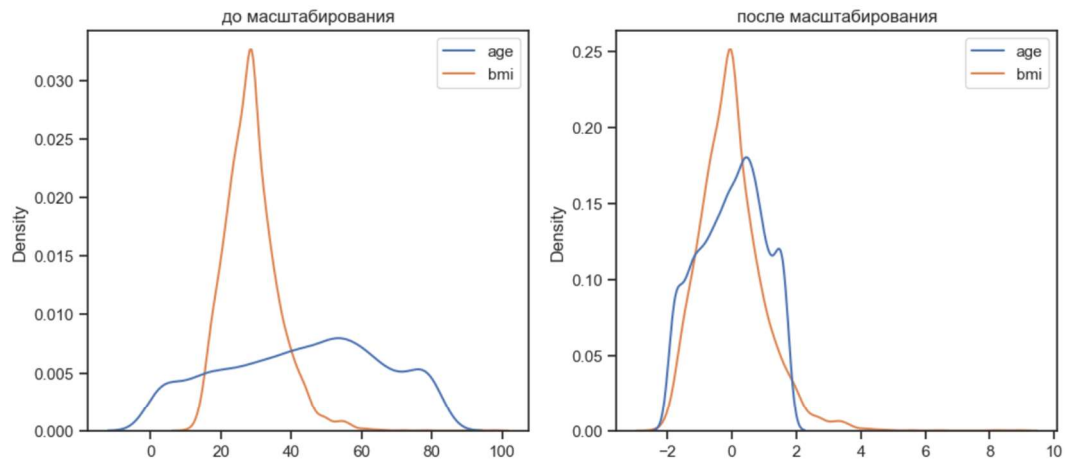 до масштабирования
age
bmi
Density
0.030
0.025
0.020
0.015
0.010
0.005
0.000
0 20 40 60 80 100
после масштабирования
age
bmi
Density
0.25
0.20
0.15
0.10
0.05
0.00
−2 0 2 4 6 8 10